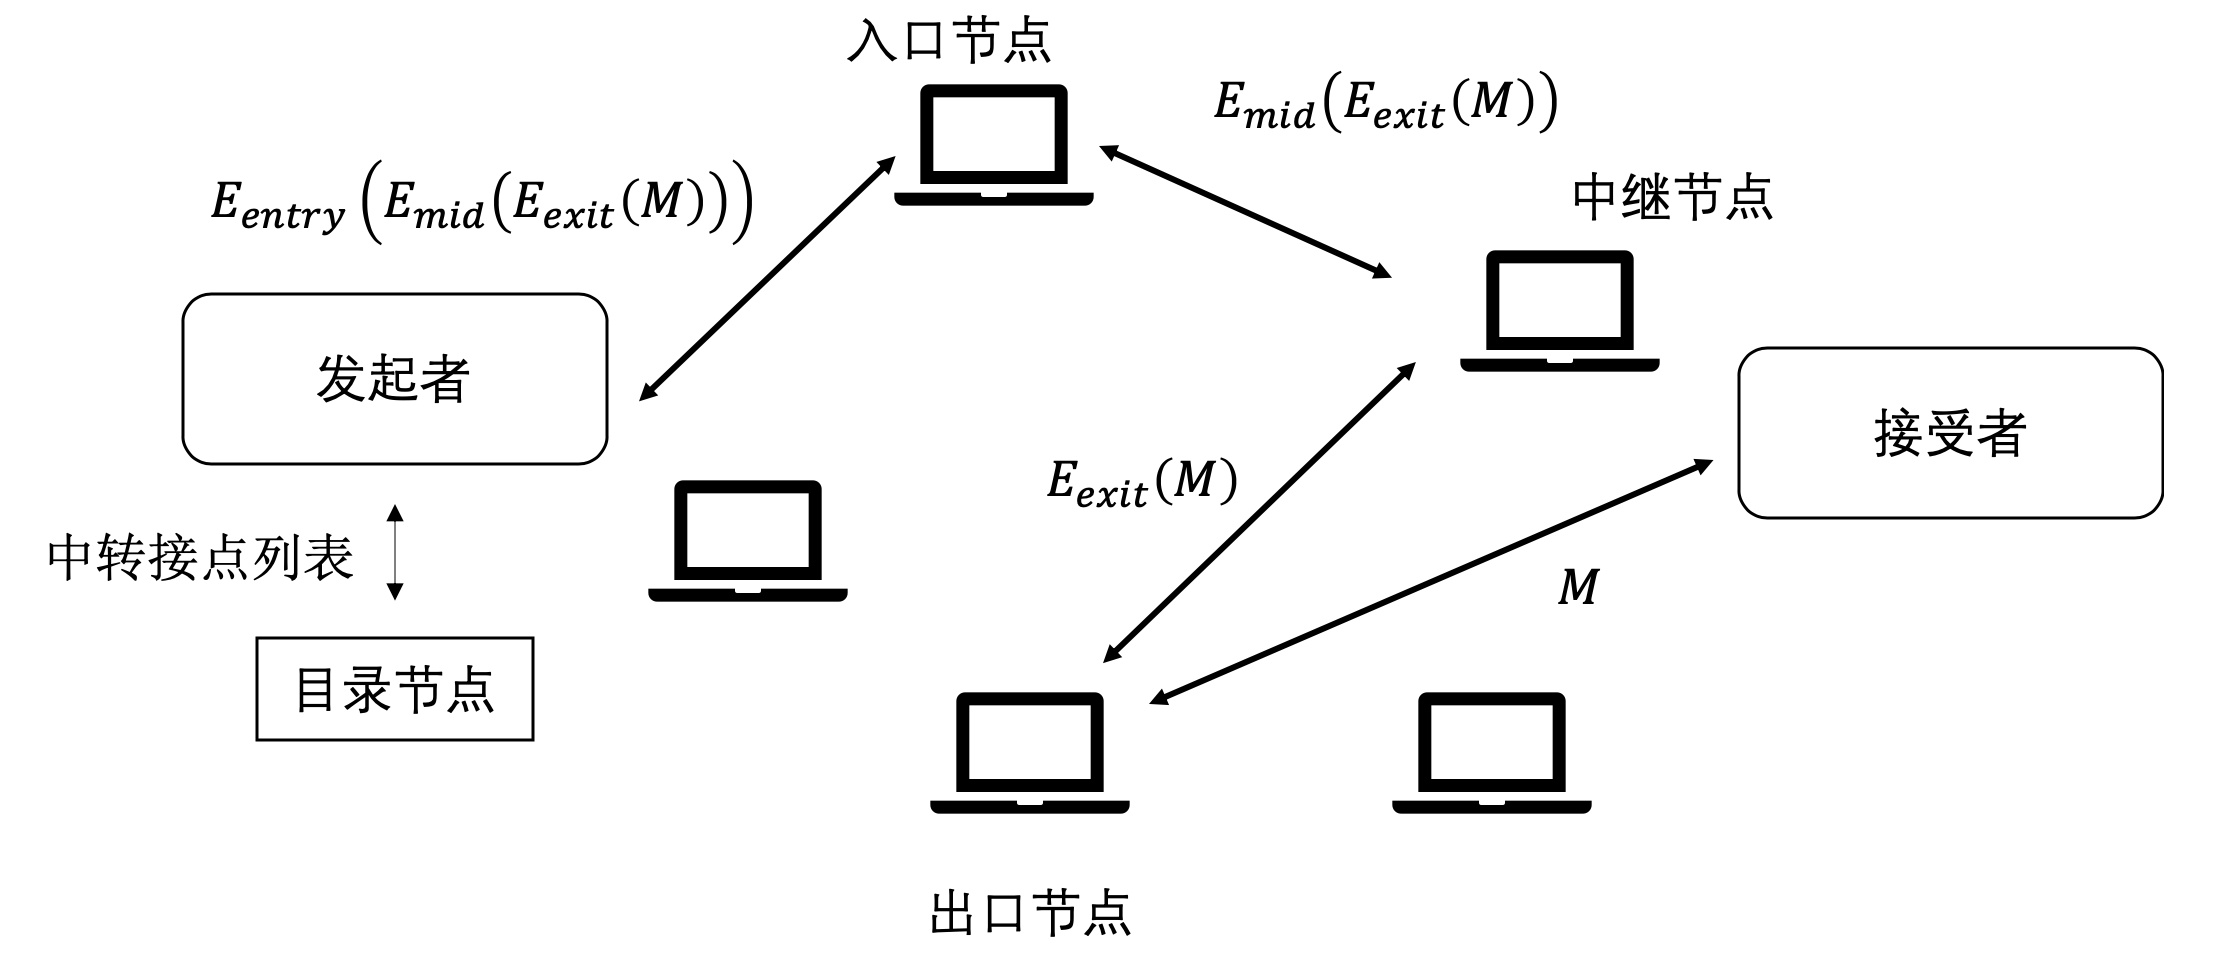 入口节点
E_{mid}(E_{exit}(M))
E_{entry}(E_{mid}(E_{exit}(M)))
中继节点
发起者
接受者
E_{exit}(M)
中转接点列表
M
目录节点
出口节点